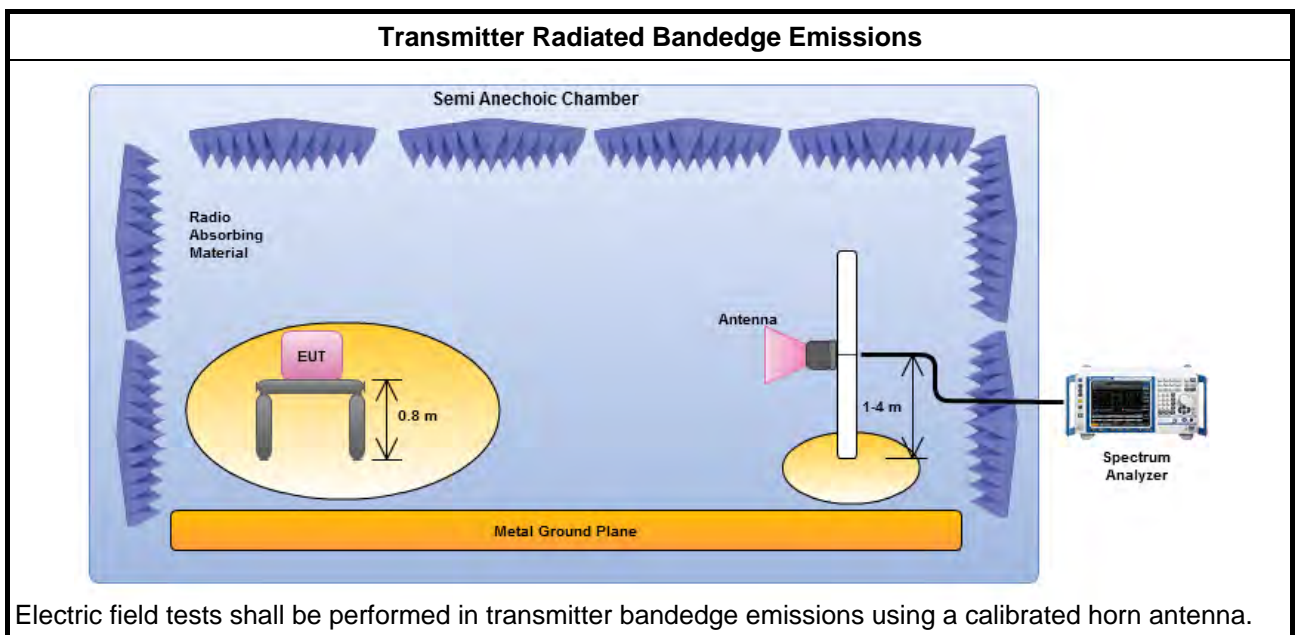 Transmitter Radiated Bandedge Emissions
Semi Anechoic Chamber
Radio
Absorbing
Material
Antenna
EUT
0.8 m
1-4 m
Spectrum
Analyzer
Metal Ground Plane
Electric field tests shall be performed in transmitter bandedge emissions using a calibrated horn antenna.